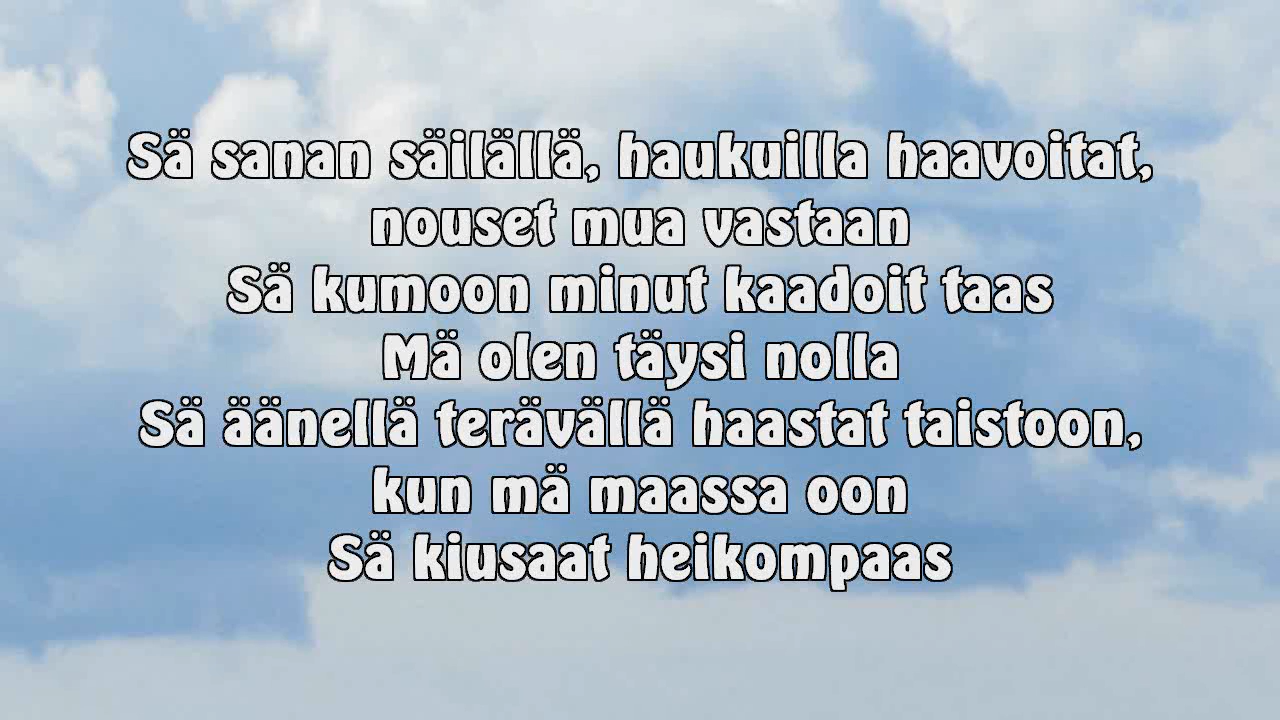 Sä sanan säilällä, haukuilla haavoitat,
nouset mua vastaan
Sä kumoon minut kaadoit taas
Mä olen täysi nolla
Sä äänellä terävällä haastat taistoon,
kun mä maassa oon
Sä kiusaat heikompaas